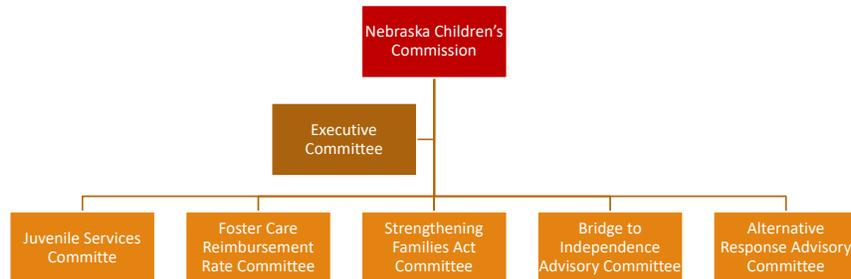 Nebraska Children's
Commission
Executive
Committee
Juvenile Services
Committe
Foster Care
Reimbursement
Rate Committee
Strengthening
Families Act
Committee
Bridge to
Independence
Advisory Committee
Alternative
Response Advisory
Committee